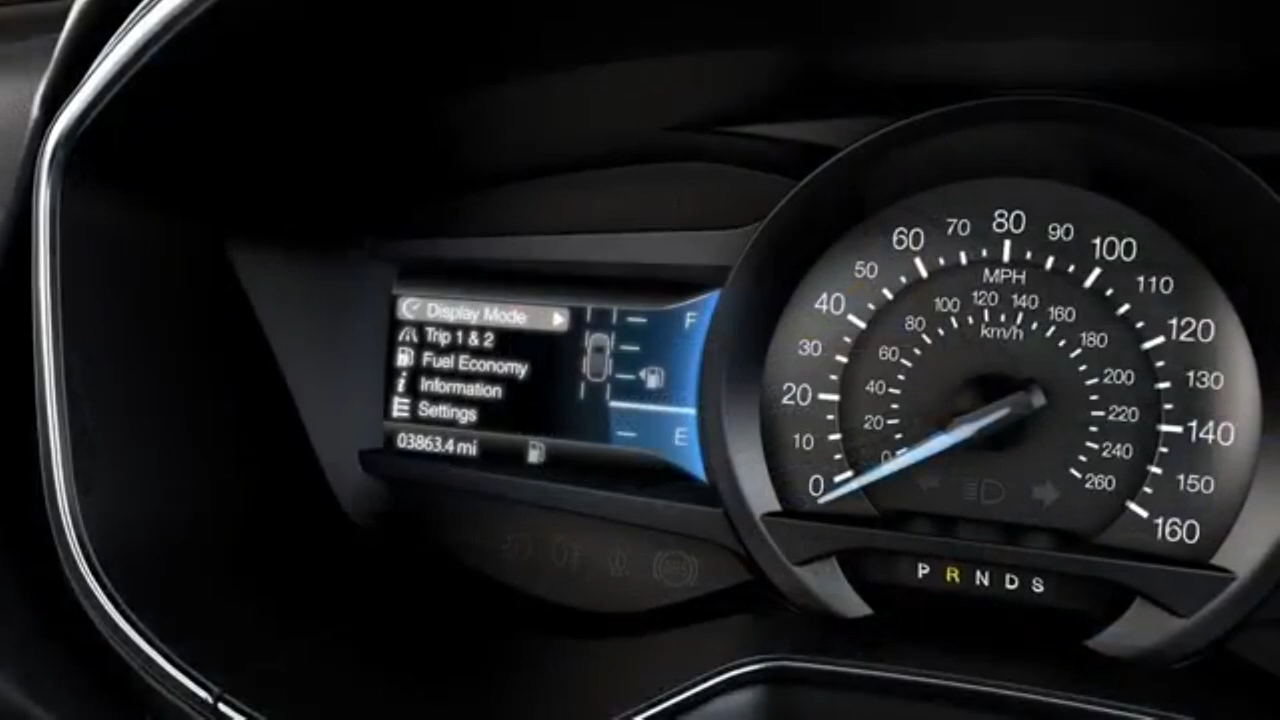 Display Mode
Trip 1 & 2
Fuel Economy
Information
Settings
03863.4 mi
F
E
0
10
20
30
40
50
60
70
80
90
100
110
120
130
140
150
160
MPH
0
20
40
60
80
100
120
140
160
180
200
220
240
260
km/h
P R N D S